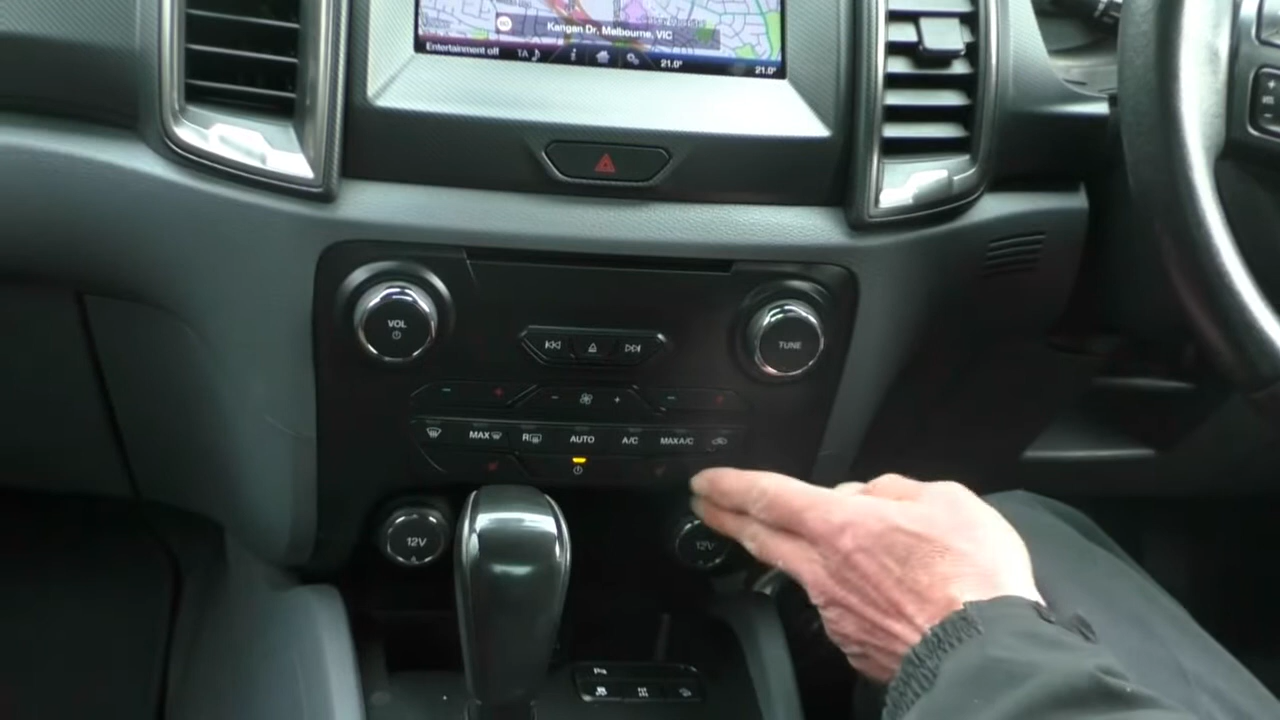 Kangan Dr, Melbourne, VIC
Entertainment off TA 21.0° 21.0°
VOL
TUNE
- + - + - +
MAX R AUTO A/C MAX A/C
12V
12V